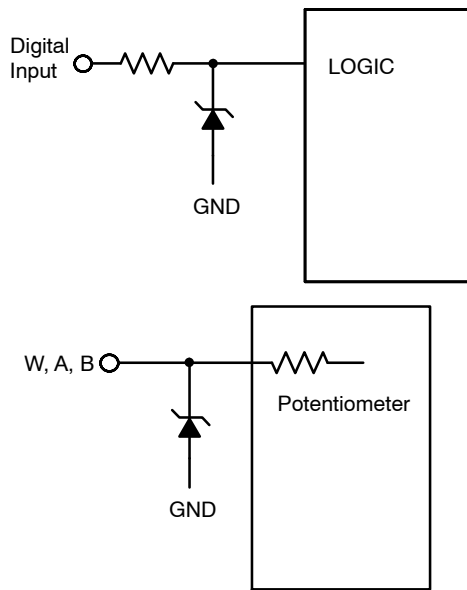 Digital
Input
LOGIC
GND
W, A, B
Potentiometer
GND